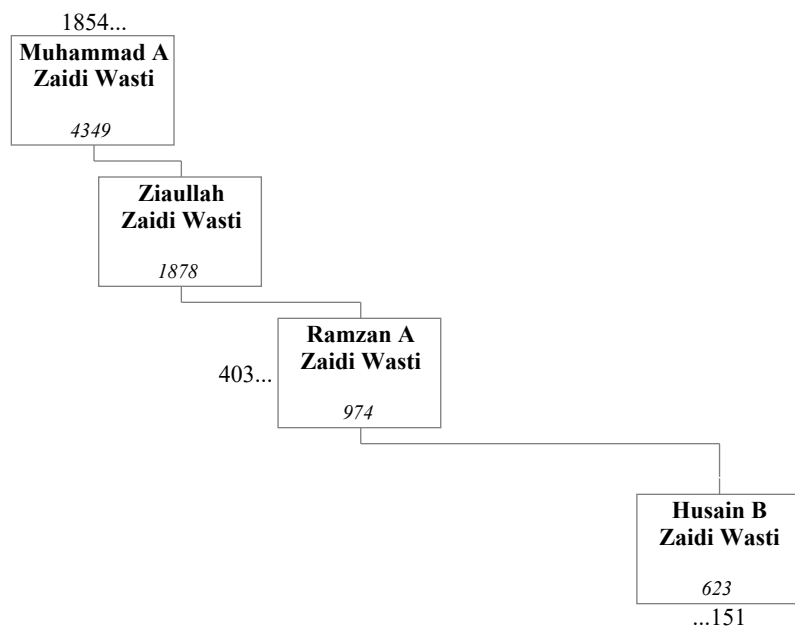 1854...
Muhammad A
Zaidi Wasti
4349
Ziaullah
Zaidi Wasti
1878
Ramzan A
Zaidi Wasti
403...
974
Husain B
Zaidi Wasti
623
...151